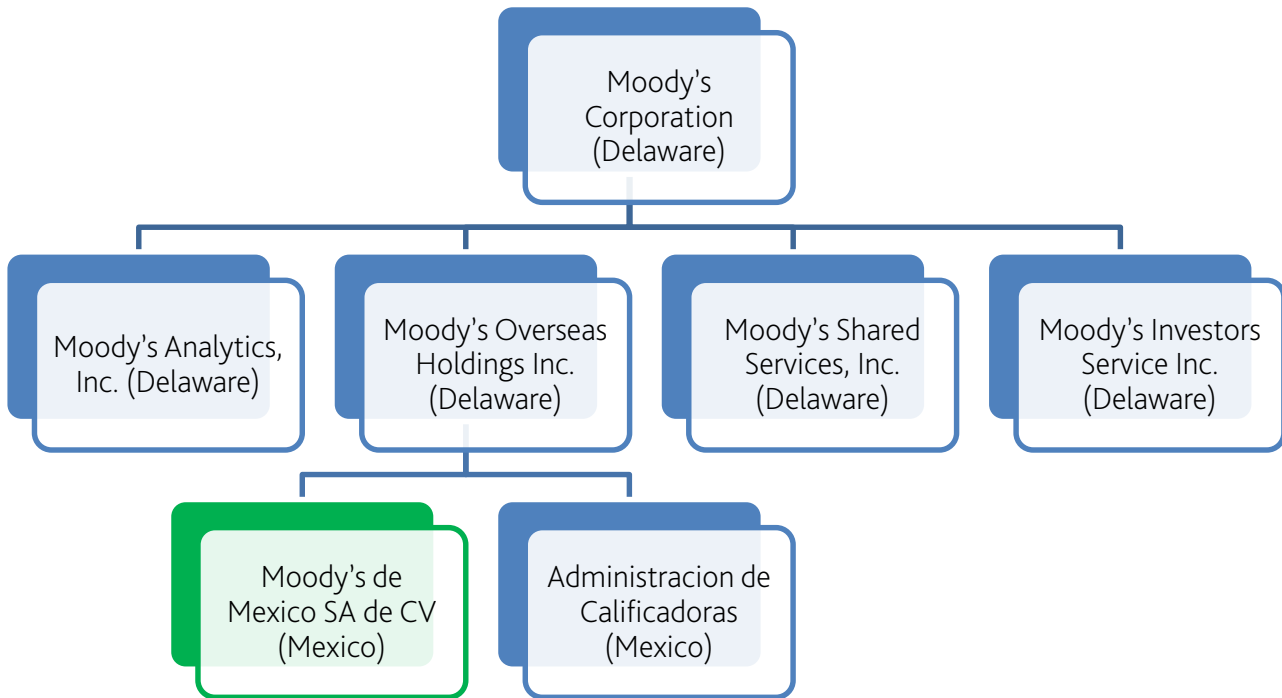 Moody’s
Corporation
(Delaware)
Moody’s Analytics,
Inc. (Delaware)
Moody’s Overseas
Holdings Inc.
(Delaware)
Moody’s Shared
Services, Inc.
(Delaware)
Moody’s Investors
Service Inc.
(Delaware)
Moody’s de
Mexico SA de CV
(Mexico)
Administracion de
Calificadoras
(Mexico)